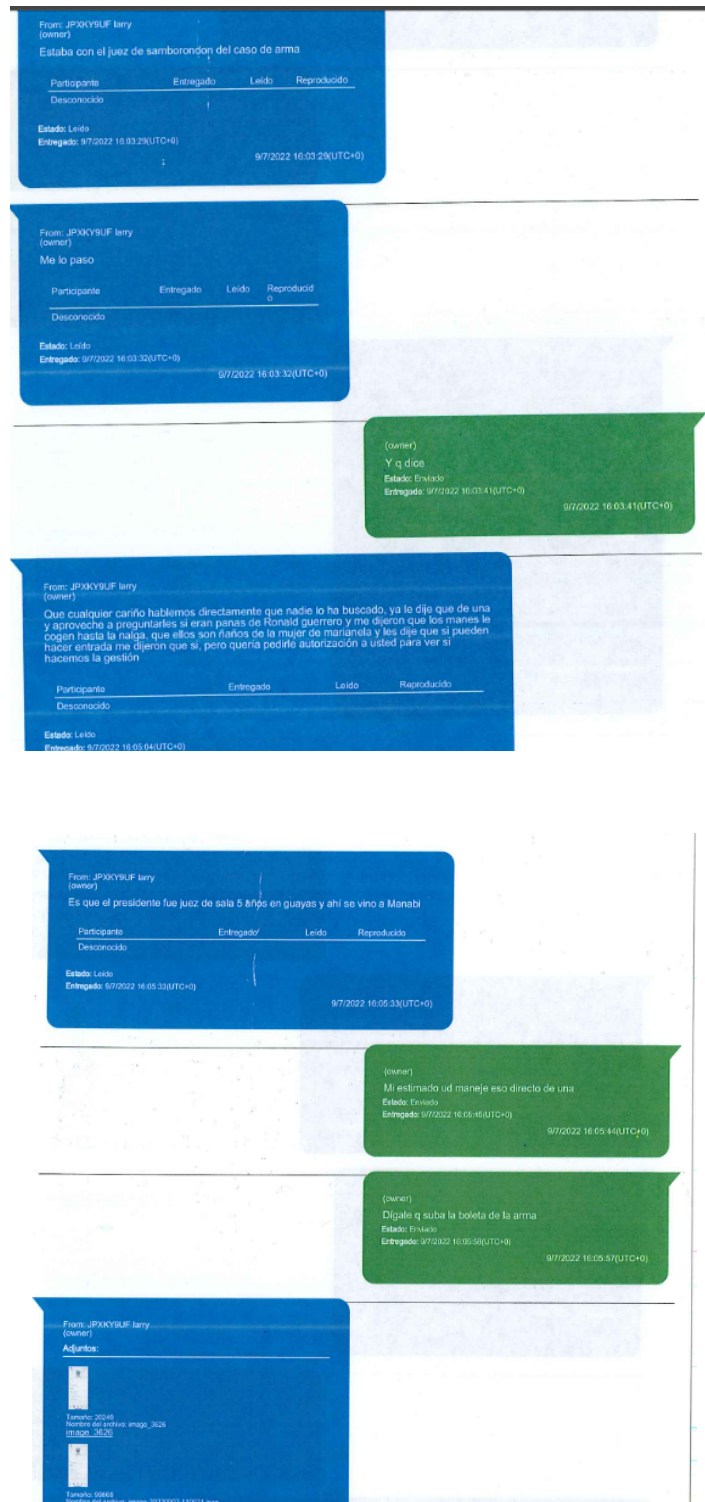 From: JPXKY9UF larry
(owner)
Estaba con el juez de samborondon del caso de arma
Participante Entregado Leído Reproducido
Desconocido
Estado: Leído
Entregado: 9/7/2022 16:03:29(UTC+0)
9/7/2022 16:03:29(UTC+0)
From: JPXKY9UF larry
(owner)
Me lo paso
Participante Entregado Leído Reproducid
o
Desconocido
Estado: Leído
Entregado: 9/7/2022 16:03:32(UTC+0)
9/7/2022 16:03:32(UTC+0)
(owner)
Y q dice
Estado: Enviado
Entregado: 9/7/2022 16:03:41(UTC+0)
9/7/2022 16:03:41(UTC+0)
From: JPXKY9UF larry
(owner)
Que cualquier cariño hablemos directamente que nadie lo ha buscado, ya le dije que de una
y aproveche a preguntarles si eran panas de Ronald guerrero y me dijeron que los manes le
cogen hasta la nalga, que ellos son ñaños de la mujer de marianela y les dije que si pueden
hacer entrada me dijeron que si, pero quería pedirle autorización a usted para ver si
hacemos la gestión
Participante Entregado Leído Reproducido
Desconocido
Estado: Leído
Entregado: 9/7/2022 16:05:04(UTC+0)
From: JPXKY9UF larry
(owner)
Es que el presidente fue juez de sala 5 años en guayas y ahí se vino a Manabi
Participante Entregado Leído Reproducido
Desconocido
Estado: Leído
Entregado: 9/7/2022 16:05:33(UTC+0)
9/7/2022 16:05:33(UTC+0)
(owner)
Mi estimado ud maneje eso directo de una
Estado: Enviado
Entregado: 9/7/2022 16:05:45(UTC+0)
9/7/2022 16:05:44(UTC+0)
(owner)
Dígale q suba la boleta de la arma
Estado: Enviado
Entregado: 9/7/2022 16:05:58(UTC+0)
9/7/2022 16:05:57(UTC+0)
From: JPXKY9UF larry
(owner)
Adjuntos:
Tamaño: 20249
Nombre del archivo: image_3626
image_3626
Tamaño: 99868
Nombre del archivo: